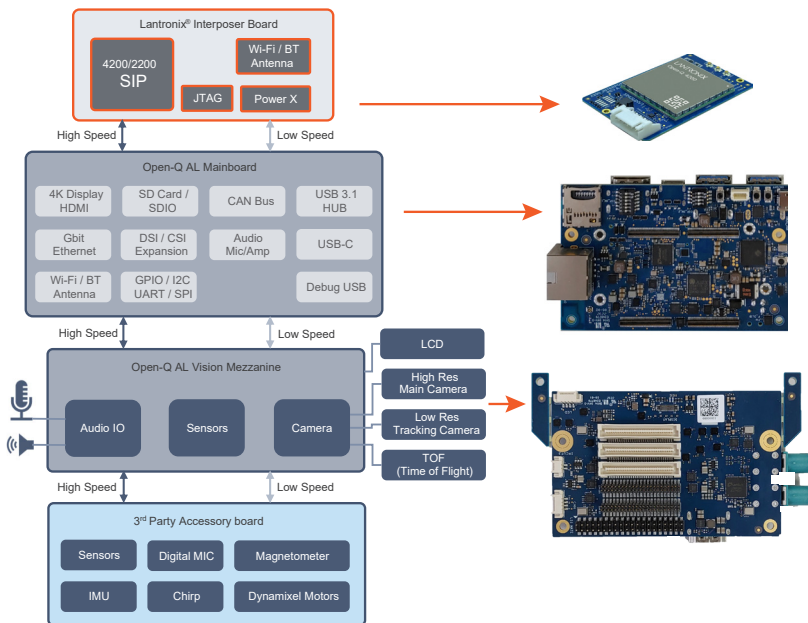 Lantronix® Interposer Board
4200/2200
SIP
Wi-Fi / BT
Antenna
JTAG
Power X
High Speed
Low Speed
LANTRONIX
Open-Q AL Mainboard
4K Display
HDMI
SD Card /
SDIO
CAN Bus
USB 3.1
HUB
Gbit
Ethernet
DSI / CSI
Expansion
Audio
Mic/Amp
USB-C
Wi-Fi / BT
Antenna
GPIO / I2C
UART / SPI
Debug USB
High Speed
Low Speed
Open-Q AL Vision Mezzanine
Audio IO
Sensors
Camera
LCD
High Res
Main Camera
Low Res
Tracking Camera
TOF
(Time of Flight)
High Speed
Low Speed
3rd Party Accessory board
Sensors
Digital MIC
Magnetometer
IMU
Chirp
Dynamixel Motors